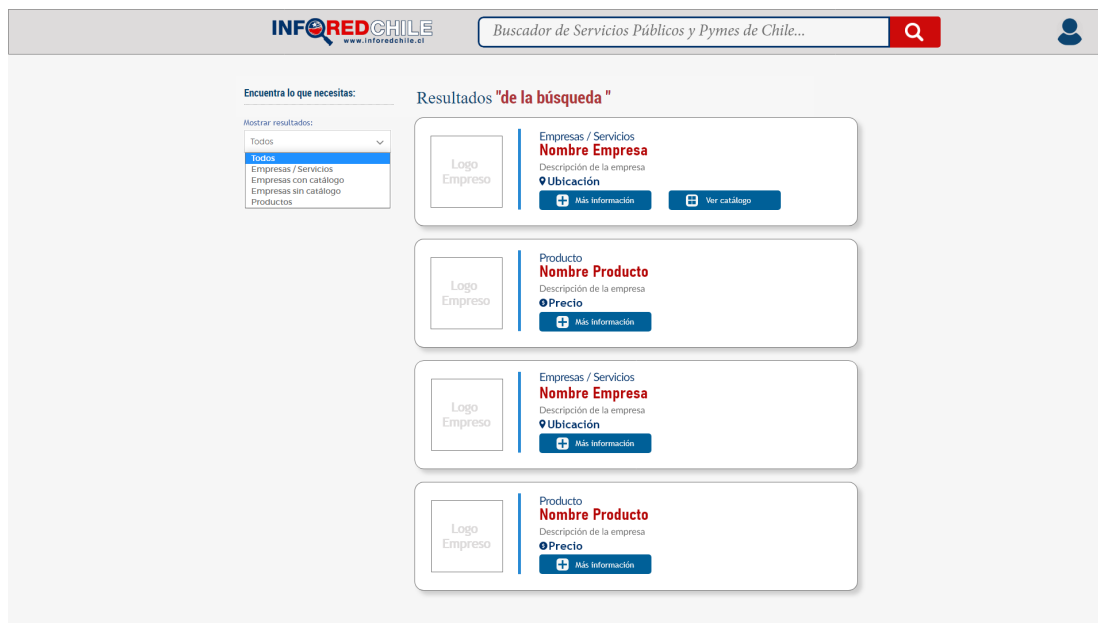 INFOREDCHILE
www.inforedchile.cl
Buscador de Servicios Públicos y Pymes de Chile...
Encuentra lo que necesitas:
Mostrar resultados:
Todos
Todos
Empresas / Servicios
Empresas con catálogo
Empresas sin catálogo
Productos
Resultados "de la búsqueda "
Logo
Empreso
Empresas / Servicios
Nombre Empresa
Descripción de la empresa
Ubicación
Más información
Ver catálogo
Logo
Empreso
Producto
Nombre Producto
Descripción de la empresa
Precio
Más información
Logo
Empreso
Empresas / Servicios
Nombre Empresa
Descripción de la empresa
Ubicación
Más información
Logo
Empreso
Producto
Nombre Producto
Descripción de la empresa
Precio
Más información